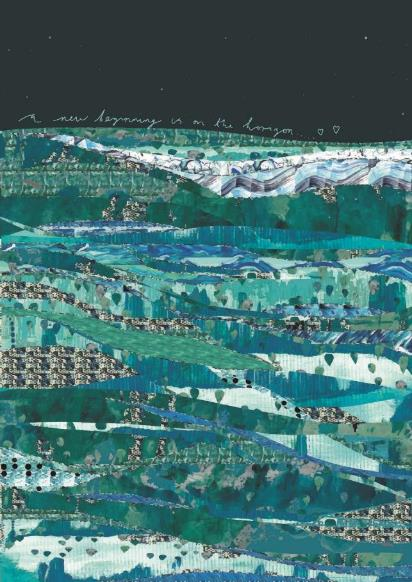 a new beginning is on the horizon...♡ ♡